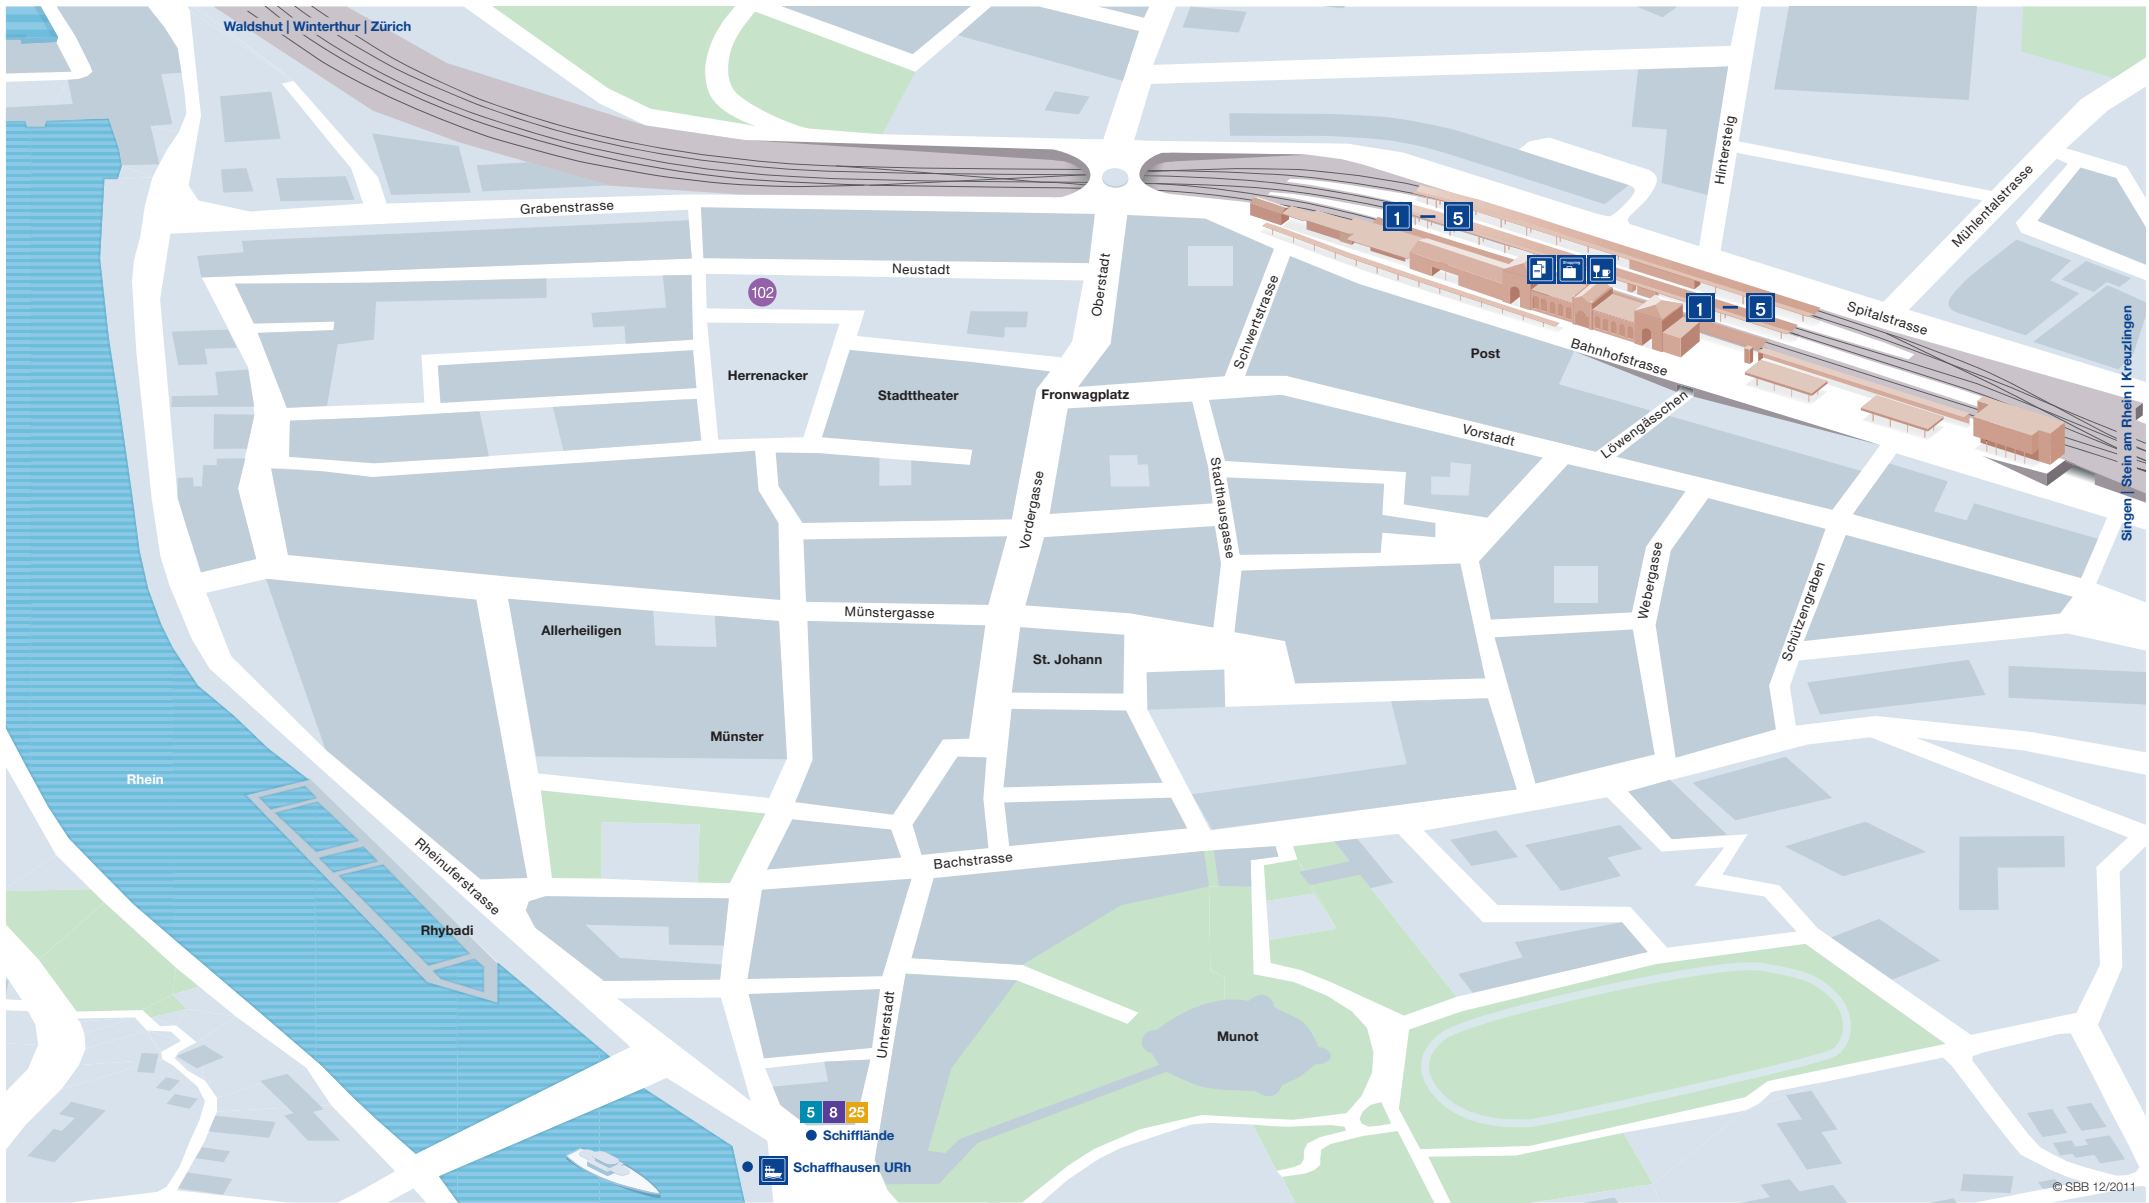 Waldshut | Winterthur | Zürich
Hintersteig
Mühlentalstrasse
Grabenstrasse
1 – 5
Neustadt
Oberstadt
Shopping
102
Schwertstrasse
1 – 5
Spitalstrasse
Singen | Stein am Rhein | Kreuzlingen
Post
Bahnhofstrasse
Herrenacker
Stadttheater
Fronwagplatz
Löwengässchen
Vorstadt
Vordergasse
Stadthausgasse
Webergasse
Schützengraben
Münstergasse
Allerheiligen
St. Johann
Münster
Rhein
Rheinuferstrasse
Bachstrasse
Rhybadi
Unterstadt
Munot
5 8 25
Schifflände
Schaffhausen URh
© SBB 12/2011